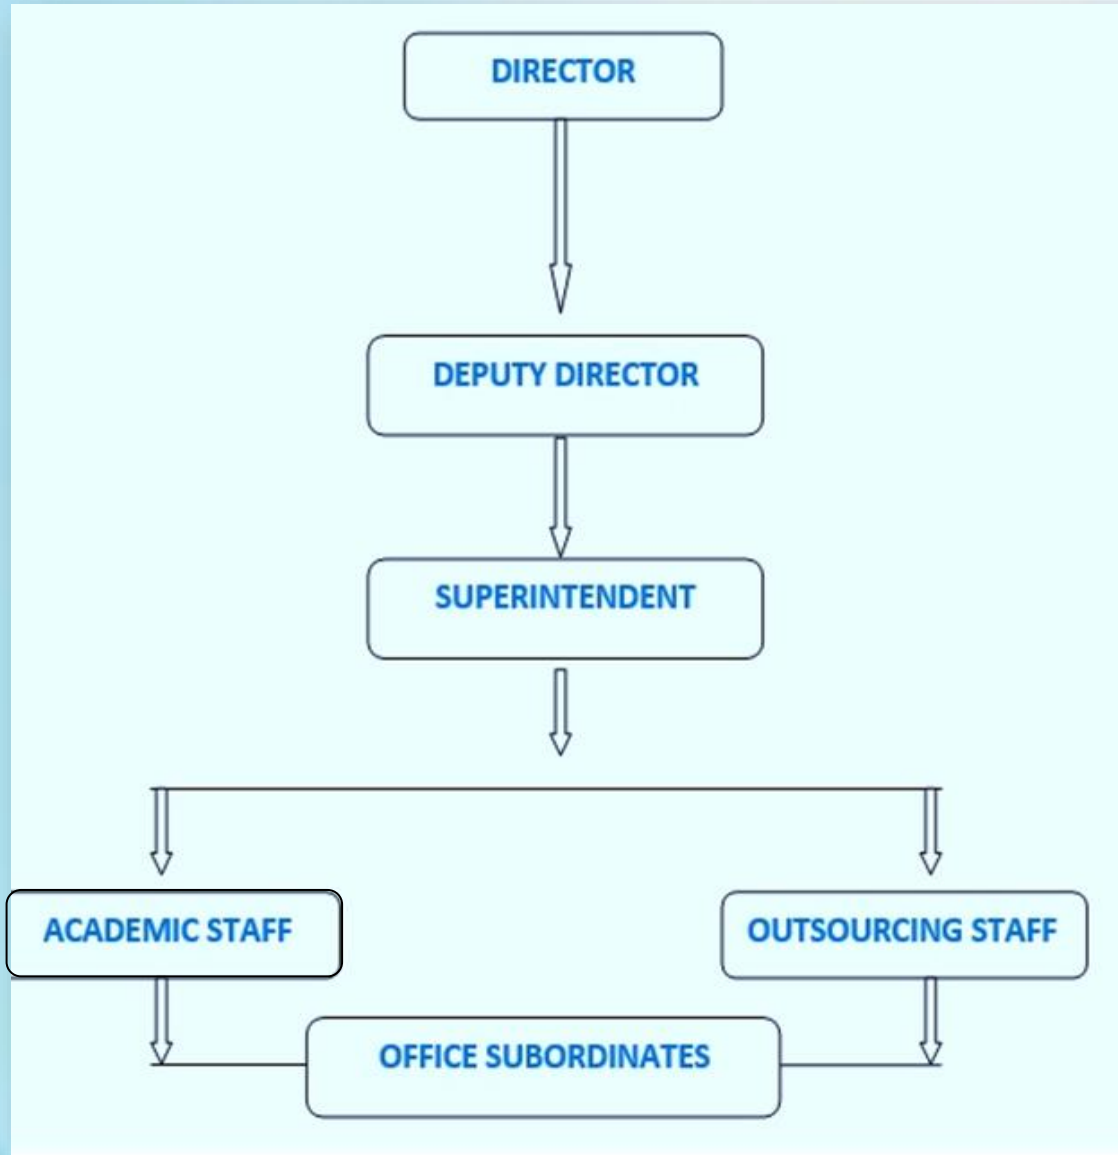 DIRECTOR
DEPUTY DIRECTOR
SUPERINTENDENT
ACADEMIC STAFF
OUTSOURCING STAFF
OFFICE SUBORDINATES